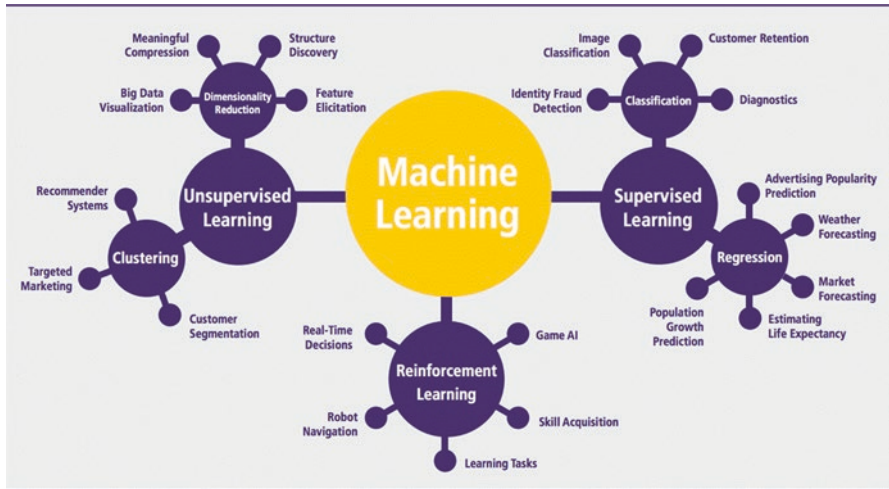 Machine
Learning
Unsupervised
Learning
Dimensionality
Reduction
Meaningful
Compression
Structure
Discovery
Big Data
Visualization
Feature
Elicitation
Clustering
Recommender
Systems
Targeted
Marketing
Customer
Segmentation
Supervised
Learning
Classification
Image
Classification
Customer Retention
Identity Fraud
Detection
Diagnostics
Regression
Advertising Popularity
Prediction
Weather
Forecasting
Market
Forecasting
Estimating
Life Expectancy
Population
Growth
Prediction
Reinforcement
Learning
Real-Time
Decisions
Game AI
Robot
Navigation
Skill Acquisition
Learning Tasks